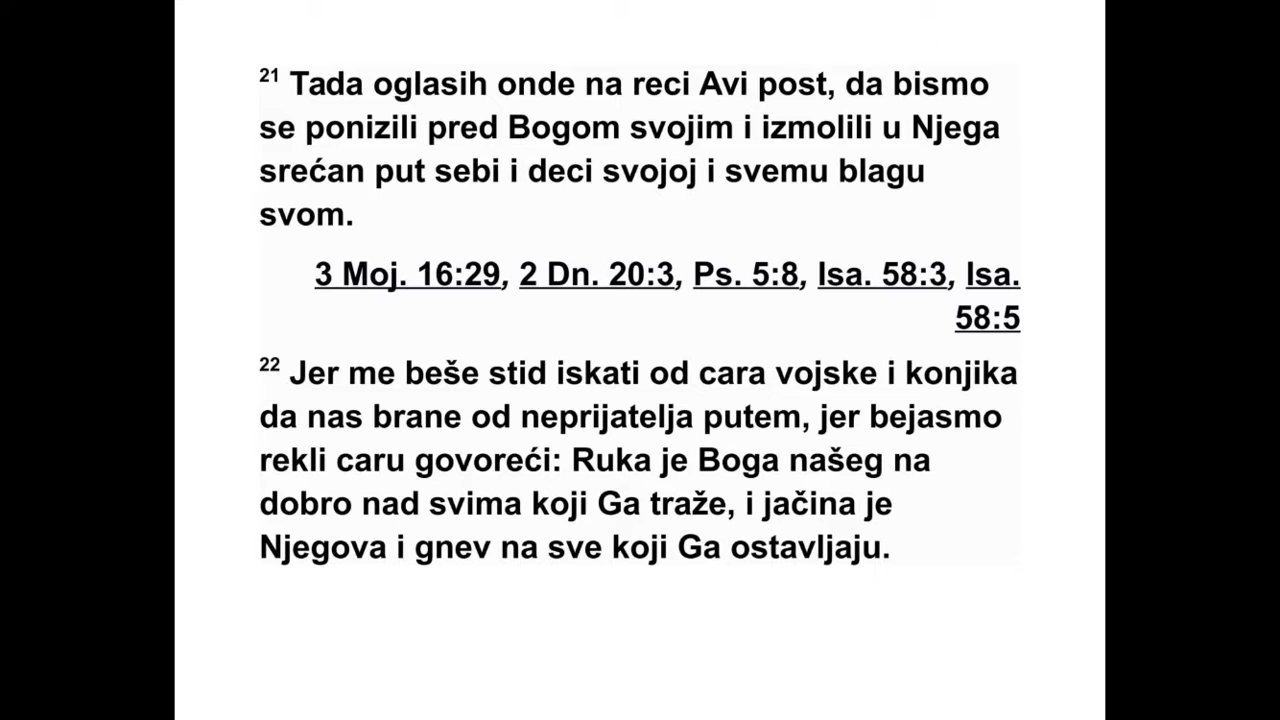 21 Tada oglasih onde na reci Avi post, da bismo
se ponizili pred Bogom svojim i izmolili u Njega
srećan put sebi i deci svojoj i svemu blagu
svom.
3 Moj. 16:29, 2 Dn. 20:3, Ps. 5:8, Isa. 58:3, Isa.
58:5
22 Jer me beše stid iskati od cara vojske i konjika
da nas brane od neprijatelja putem, jer bejasmo
rekli caru govoreći: Ruka je Boga našeg na
dobro nad svima koji Ga traže, i jačina je
Njegova i gnev na sve koji Ga ostavljaju.